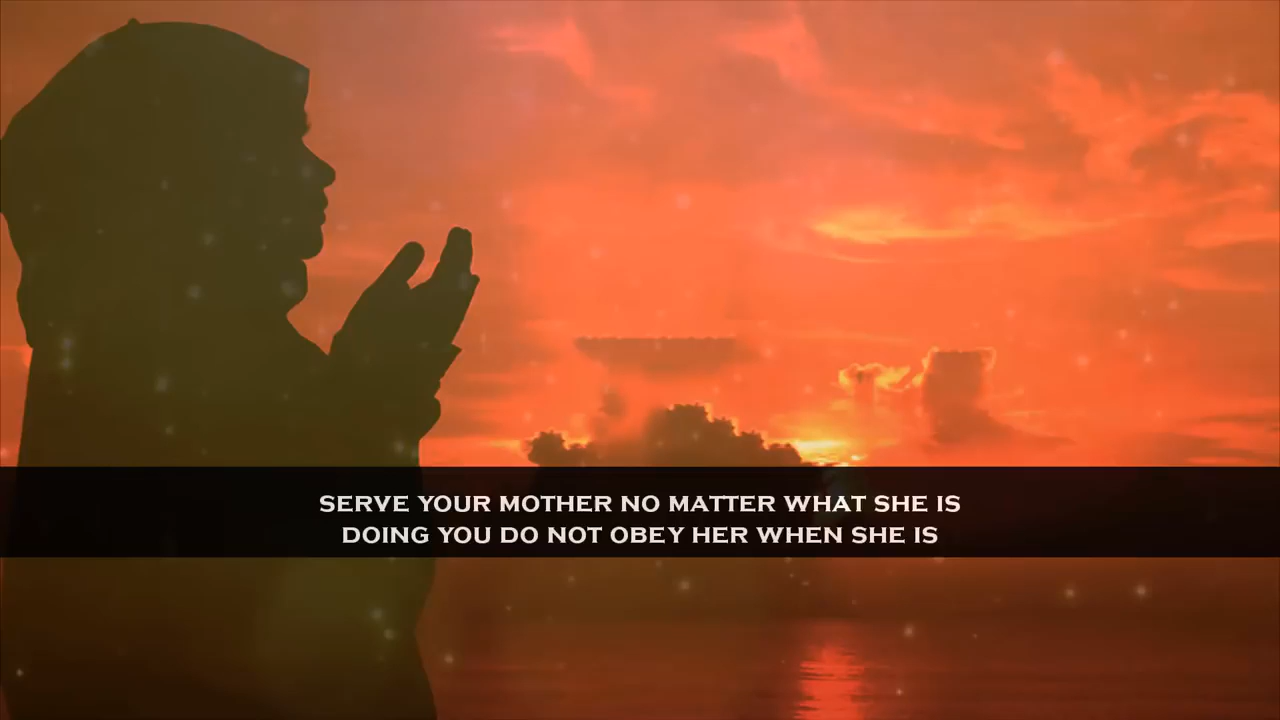 SERVE YOUR MOTHER NO MATTER WHAT SHE IS
DOING YOU DO NOT OBEY HER WHEN SHE IS